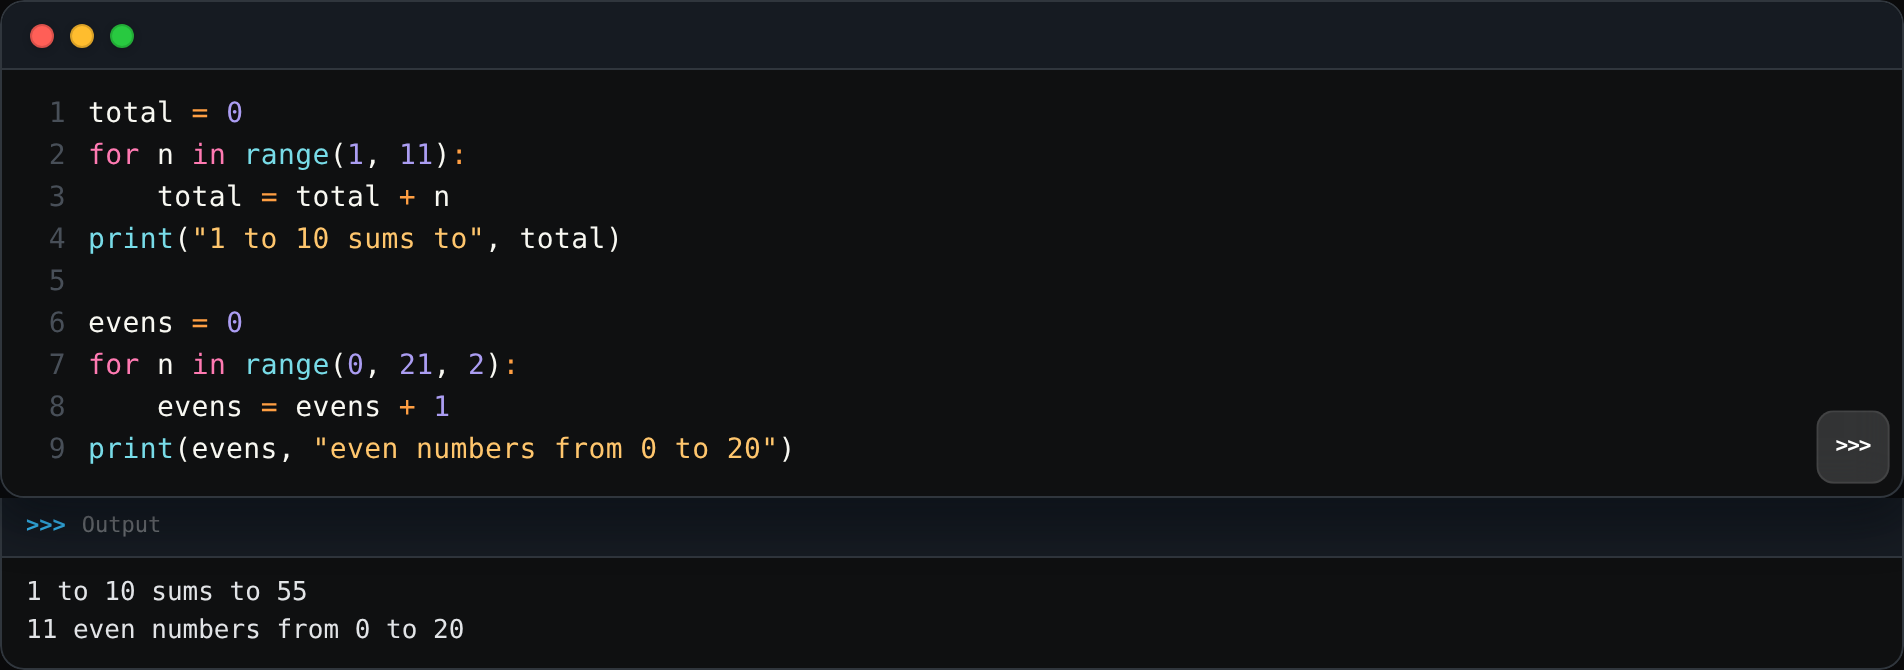 1 total = 0
2 for n in range(1, 11):
3     total = total + n
4 print("1 to 10 sums to", total)
5
6 evens = 0
7 for n in range(0, 21, 2):
8     evens = evens + 1
9 print(evens, "even numbers from 0 to 20")
>>>
>>> Output
1 to 10 sums to 55
11 even numbers from 0 to 20